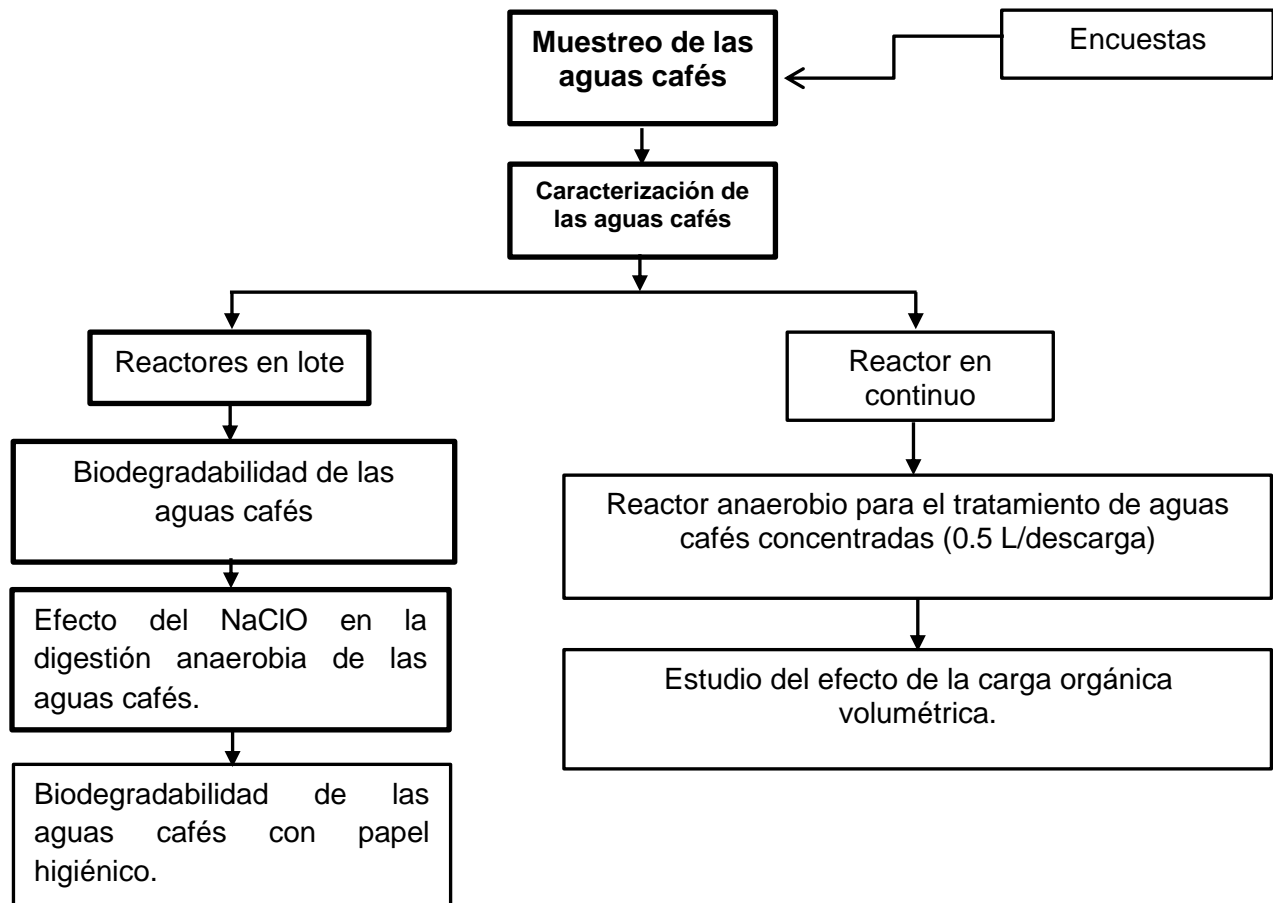 Muestreo de las
aguas cafés
Encuestas
Caracterización de
las aguas cafés
Reactores en lote
Reactor en
continuo
Biodegradabilidad de las
aguas cafés
Reactor anaerobio para el tratamiento de aguas
cafés concentradas (0.5 L/descarga)
Efecto del NaClO en la
digestión anaerobia de las
aguas cafés.
Estudio del efecto de la carga orgánica
volumétrica.
Biodegradabilidad de las
aguas cafés con papel
higiénico.